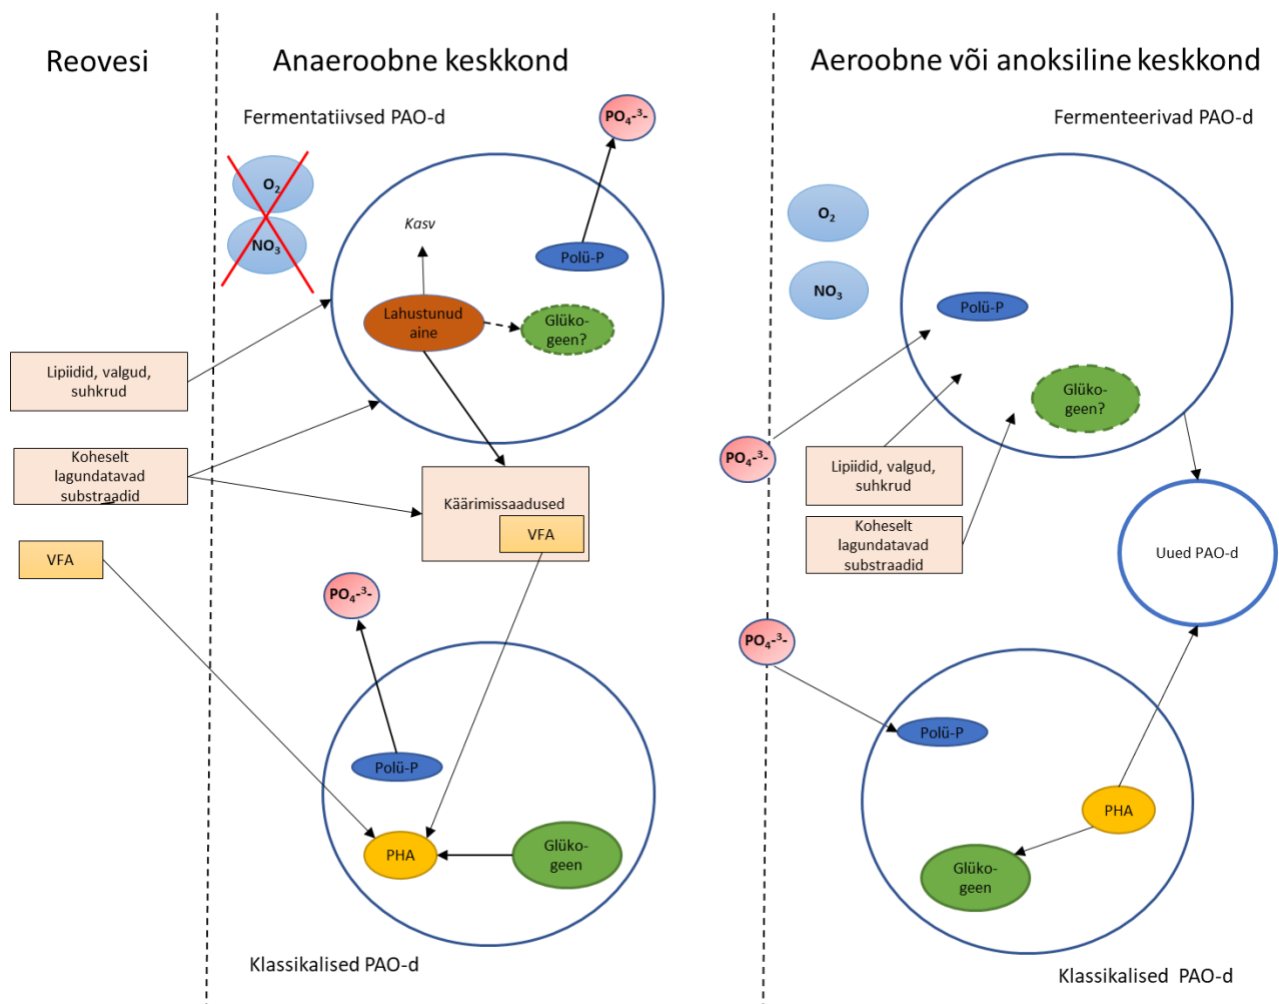 Reovesi
Anaeroobne keskkond
Aeroobne või anoksiline keskkond
Fermentatiivsed PAO-d
PO₄-³-
O₂
NO₃
Kasv
Polü-P
Lahustunud
aine
Glüko-
geen?
Lipiidid, valgud,
suhkrud
Koheselt
lagundatavad
substraadid
VFA
Käärimissaadused
VFA
PO₄-³-
Polü-P
PHA
Glüko-
geen
Klassikalised PAO-d
Fermenteerivad PAO-d
O₂
NO₃
Polü-P
Glüko-
geen?
PO₄-³-
Lipiidid, valgud,
suhkrud
Koheselt
lagundatavad
substraadid
Uued PAO-d
PO₄-³-
Polü-P
PHA
Glüko-
geen
Klassikalised PAO-d